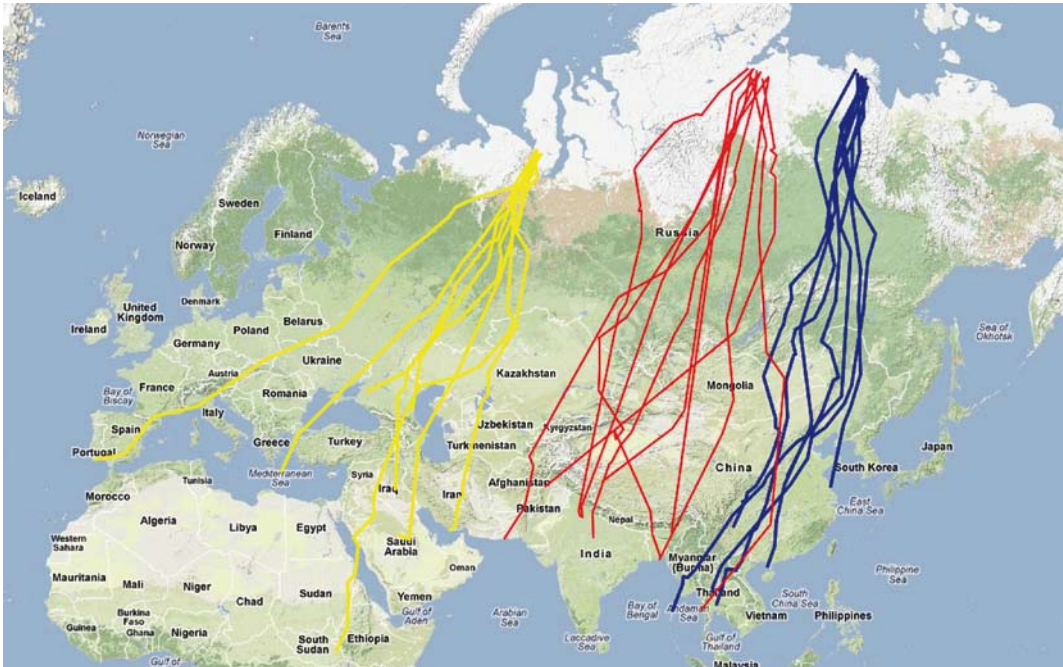 Barents
Sea
Norwegian
Sea
Iceland
Sweden
Norway
Finland
Russia
United
Kingdom
Denmark
Ireland
Belarus
Poland
Germany
Sea of
Okhotsk
Ukraine
Austria
France
Bay of
Biscay
Romania
Kazakhstan
Mongolia
Italy
Spain
Portugal
Greece
Turkey
Uzbekistan
Kyrgyzstan
Turkmenistan
Japan
South Korea
China
Mediterranean
Sea
Tunisia
Syria
Iraq
Iran
Afghanistan
Morocco
Pakistan
East
China Sea
Algeria
Libya
Egypt
Nepal
Western
Sahara
Saudi
Arabia
India
Myanmar
(Burma)
Oman
Mauritania
Mali
Niger
Chad
Sudan
Yemen
Philippine
Sea
Thailand
South
China Sea
Arabian
Sea
Bay of
Bengal
Andaman
Sea
Vietnam
Philippines
Gulf of
Aden
Burkina
Faso
Guinea
Ghana
Nigeria
South
Sudan
Ethiopia
Laccadive
Sea
Gulf of
Thailand
Gulf of
Malaysia